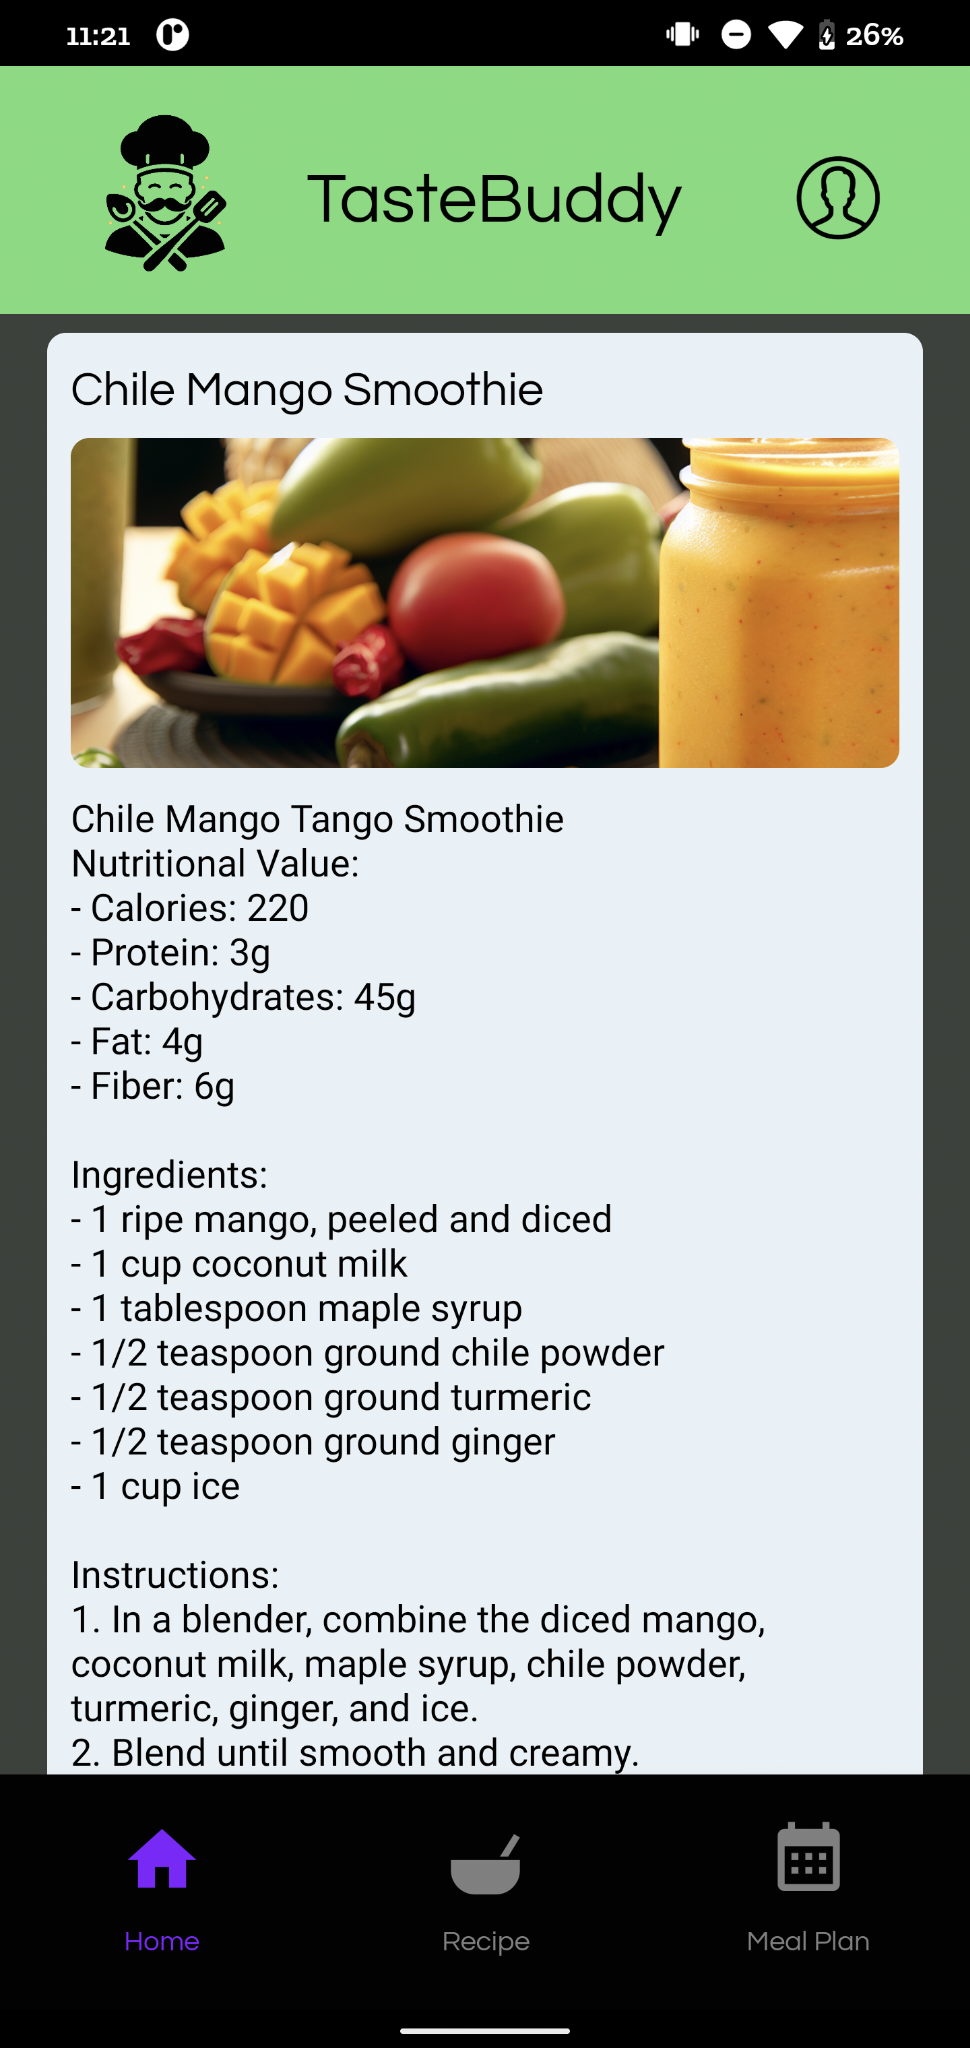 11:21
26%
TasteBuddy
Chile Mango Smoothie
Chile Mango Tango Smoothie
Nutritional Value:
- Calories: 220
- Protein: 3g
- Carbohydrates: 45g
- Fat: 4g
- Fiber: 6g
Ingredients:
- 1 ripe mango, peeled and diced
- 1 cup coconut milk
- 1 tablespoon maple syrup
- 1/2 teaspoon ground chile powder
- 1/2 teaspoon ground turmeric
- 1/2 teaspoon ground ginger
- 1 cup ice
Instructions:
1. In a blender, combine the diced mango,
coconut milk, maple syrup, chile powder,
turmeric, ginger, and ice.
2. Blend until smooth and creamy.
Home
Recipe
Meal Plan